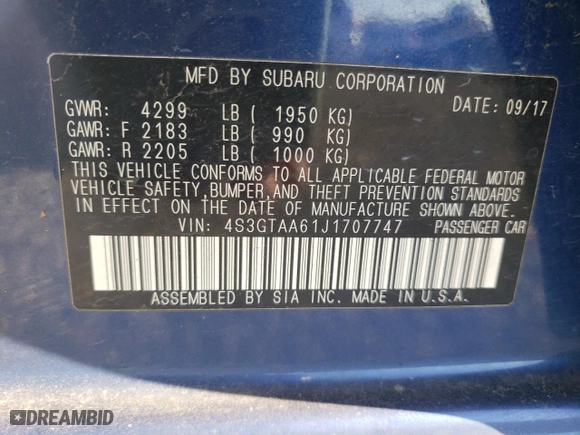 MFD BY SUBARU CORPORATION
GVWR: 4299 LB ( 1950 KG) DATE: 09/17
GAWR: F 2183 LB ( 990 KG)
GAWR: R 2205 LB ( 1000 KG)
THIS VEHICLE CONFORMS TO ALL APPLICABLE FEDERAL MOTOR
VEHICLE SAFETY, BUMPER, AND THEFT PREVENTION STANDARDS
IN EFFECT ON THE DATE OF MANUFACTURE SHOWN ABOVE.
VIN: 4S3GTAA61J1707747 PASSENGER CAR
ASSEMBLED BY SIA INC. MADE IN U.S.A.
DREAMBID